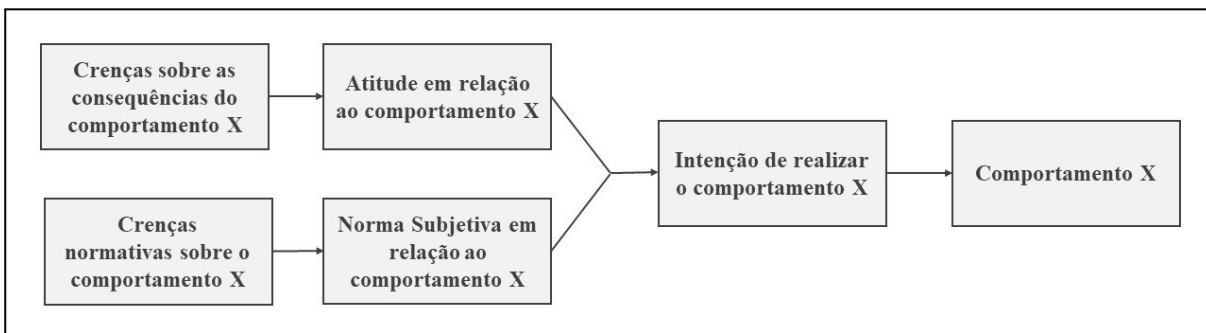 Crenças sobre as
consequências do
comportamento X
Atitude em relação
ao comportamento X
Crenças
normativas sobre o
comportamento X
Norma Subjetiva em
relação ao
comportamento X
Intenção de realizar
o comportamento X
Comportamento X